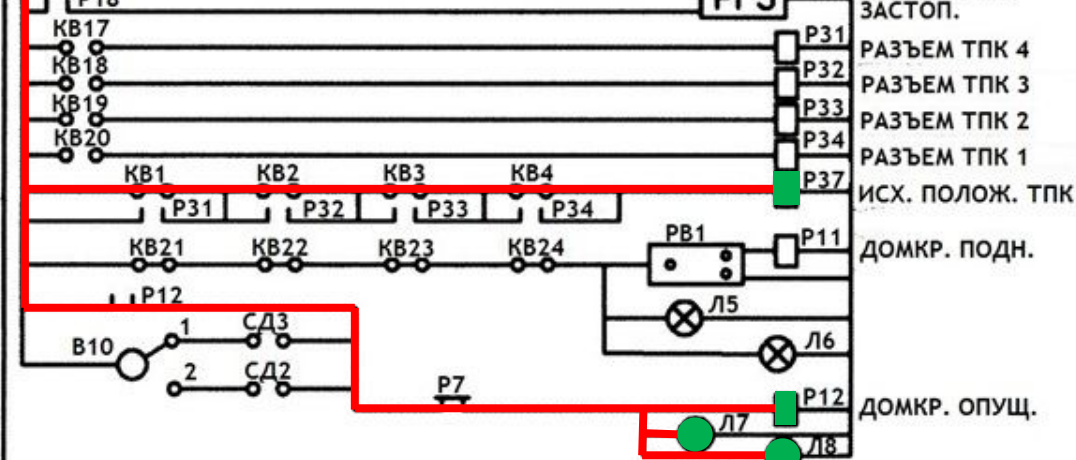 ЗАСТОП.
КВ17 Р31 РАЗЪЕМ ТПК 4
КВ18 Р32 РАЗЪЕМ ТПК 3
КВ19 Р33 РАЗЪЕМ ТПК 2
КВ20 Р34 РАЗЪЕМ ТПК 1
КВ1 КВ2 КВ3 КВ4 Р37 ИСХ. ПОЛОЖ. ТПК
Р31 Р32 Р33 Р34
КВ21 КВ22 КВ23 КВ24 РВ1 Р11 ДОМКР. ПОДН.
Р12 Л5
В10 1 СД3 Л6
2 СД2 Р7 Р12 ДОМКР. ОПУЩ.
Л7
Л8